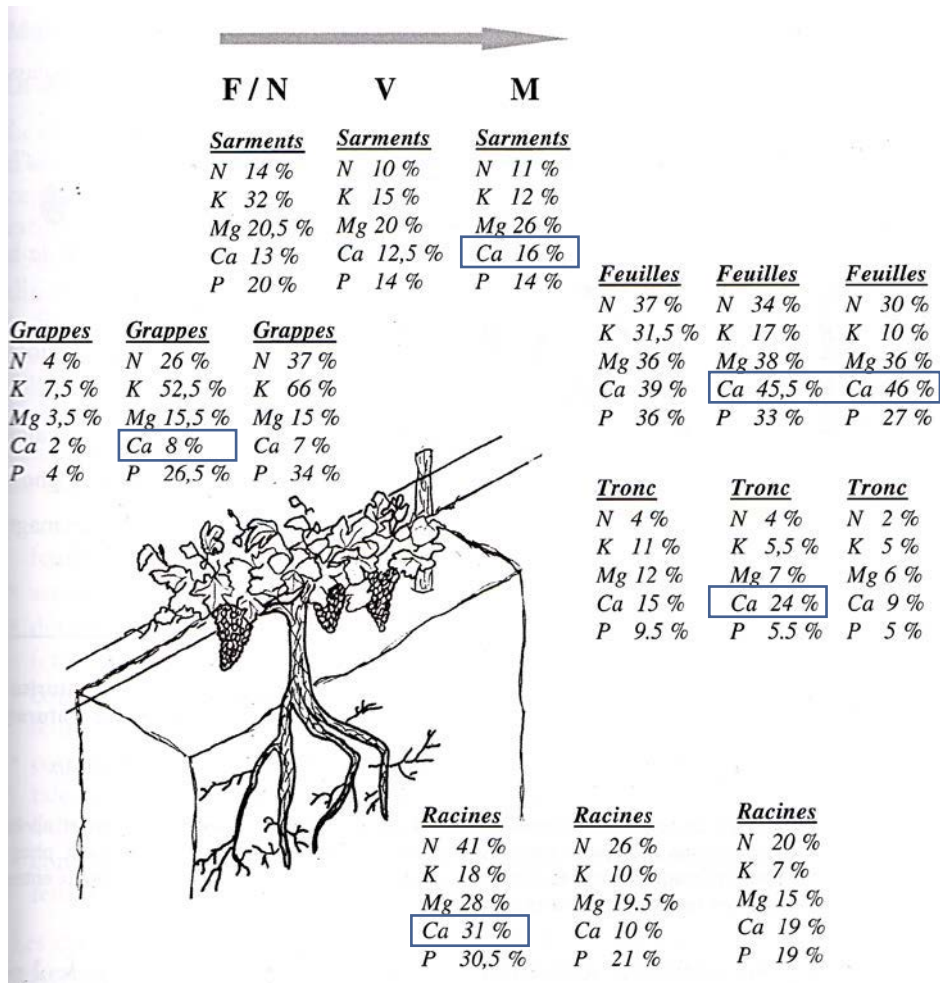 F / N V M
Sarments Sarments Sarments
N 14 % N 10 % N 11 %
K 32 % K 15 % K 12 %
Mg 20,5 % Mg 20 % Mg 26 %
Ca 13 % Ca 12,5 % Ca 16 %
P 20 % P 14 % P 14 %
Feuilles Feuilles Feuilles
N 37 % N 34 % N 30 %
K 31,5 % K 17 % K 10 %
Mg 36 % Mg 38 % Mg 36 %
Ca 39 % Ca 45,5 % Ca 46 %
P 36 % P 33 % P 27 %
Grappes Grappes Grappes
N 4 % N 26 % N 37 %
K 7,5 % K 52,5 % K 66 %
Mg 3,5 % Mg 15,5 % Mg 15 %
Ca 2 % Ca 8 % Ca 7 %
P 4 % P 26,5 % P 34 %
Tronc Tronc Tronc
N 4 % N 4 % N 2 %
K 11 % K 5,5 % K 5 %
Mg 12 % Mg 7 % Mg 6 %
Ca 15 % Ca 24 % Ca 9 %
P 9.5 % P 5.5 % P 5 %
Racines Racines Racines
N 41 % N 26 % N 20 %
K 18 % K 10 % K 7 %
Mg 28 % Mg 19.5 % Mg 15 %
Ca 31 % Ca 10 % Ca 19 %
P 30,5 % P 21 % P 19 %